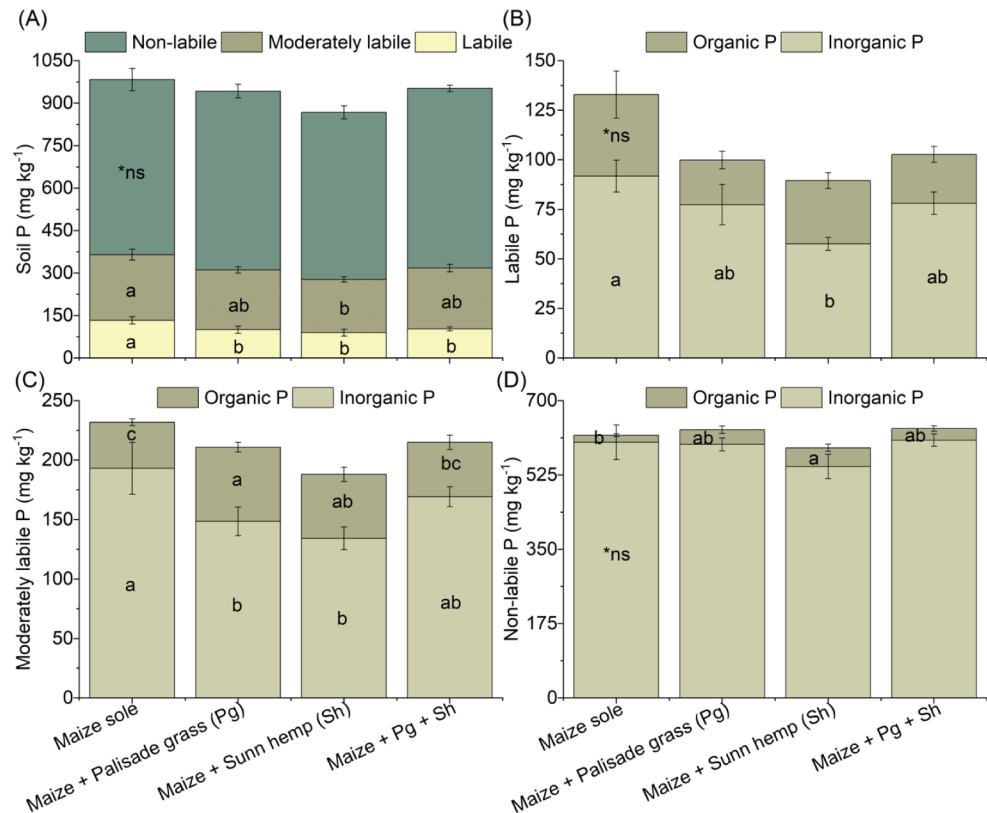 (A)
Non-labile Moderately labile Labile
Soil P (mg kg⁻¹)
1050
900
750
600
450
300
150
0
*ns
a ab b ab
a b b b
(B)
Organic P Inorganic P
Labile P (mg kg⁻¹)
150
125
100
75
50
25
0
*ns
a ab b ab
(C)
Organic P Inorganic P
Moderately labile P (mg kg⁻¹)
250
200
150
100
50
0
c a ab bc
a b b ab
Maize sole
Maize + Palisade grass (Pg)
Maize + Sunn hemp (Sh)
Maize + Pg + Sh
(D)
Organic P Inorganic P
Non-labile P (mg kg⁻¹)
700
525
350
175
0
b ab a ab
*ns
Maize sole
Maize + Palisade grass (Pg)
Maize + Sunn hemp (Sh)
Maize + Pg + Sh